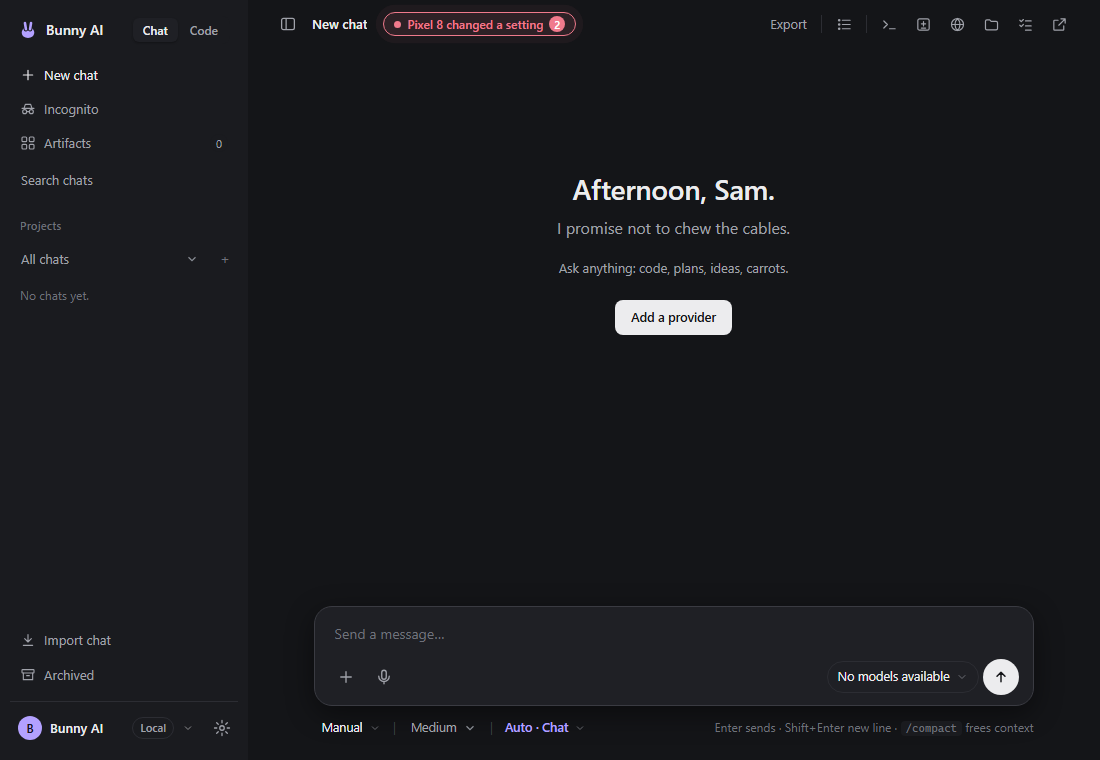 Bunny AI
Chat
Code
New chat
Incognito
Artifacts 0
Search chats
Projects
All chats
No chats yet.
Import chat
Archived
B Bunny AI Local
New chat
Pixel 8 changed a setting 2
Export
Afternoon, Sam.
I promise not to chew the cables.
Ask anything: code, plans, ideas, carrots.
Add a provider
Send a message...
No models available
Manual
Medium
Auto · Chat
Enter sends · Shift+Enter new line · /compact frees context